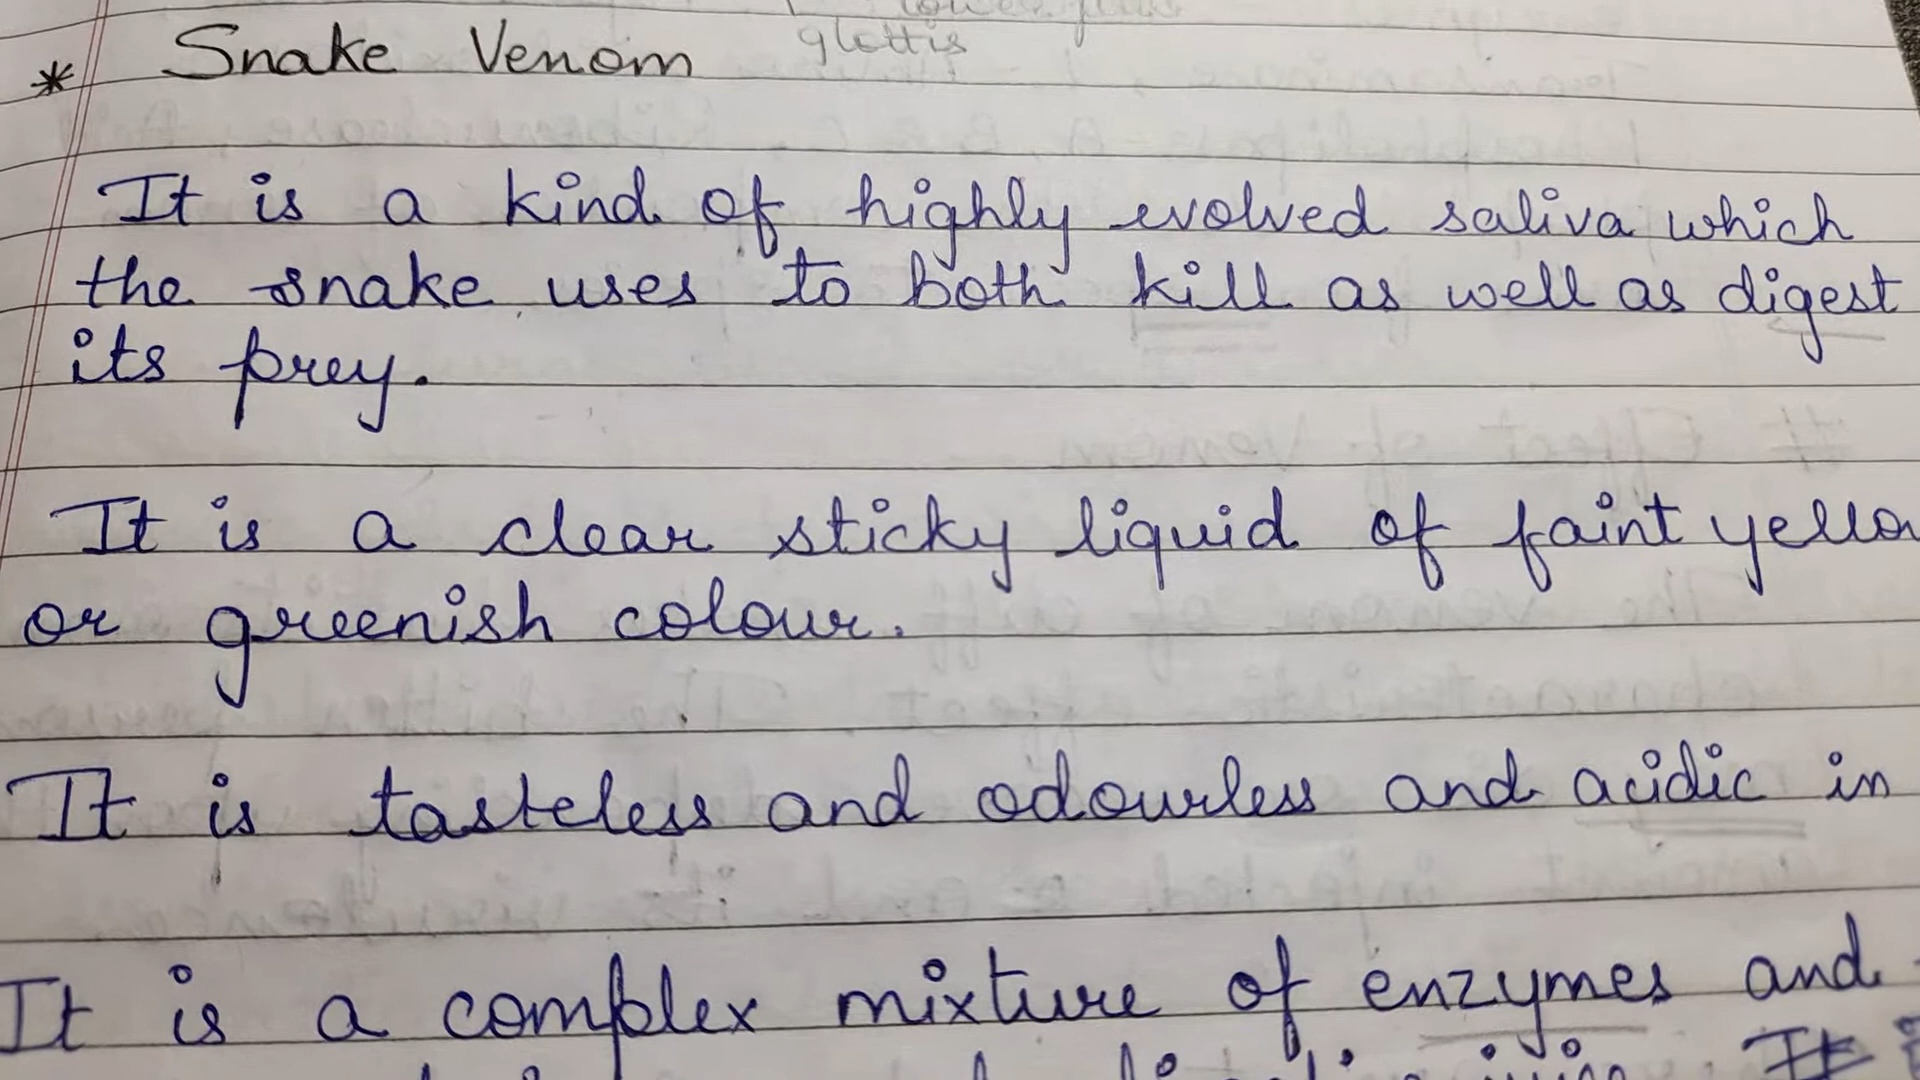 glottis
* Snake Venom
It is a kind of highly evolved saliva which
the snake uses to both kill as well as digest
its prey.
It is a clear sticky liquid of faint yello
or greenish colour.
It is tasteless and odourless and acidic in
It is a complex mixture of enzymes and